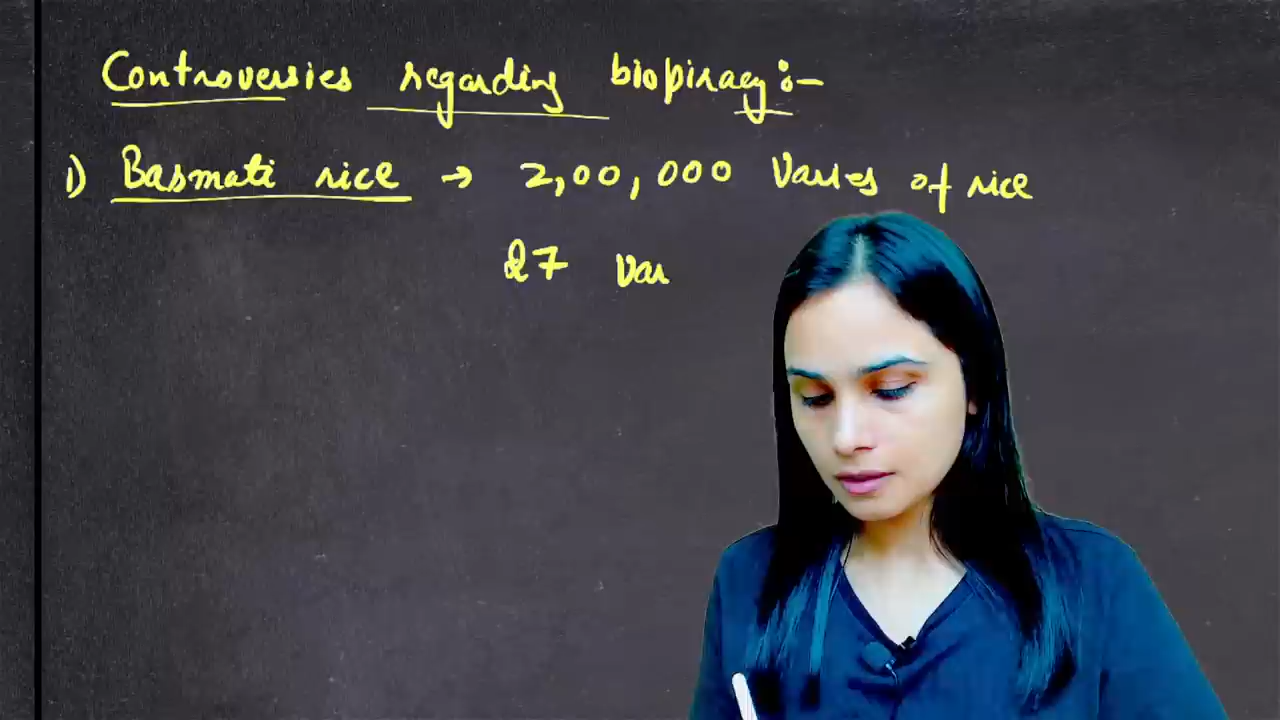 Controversies regarding biopiracy:-
1) Basmati rice → 2,00,000 Varies of rice
27 Var